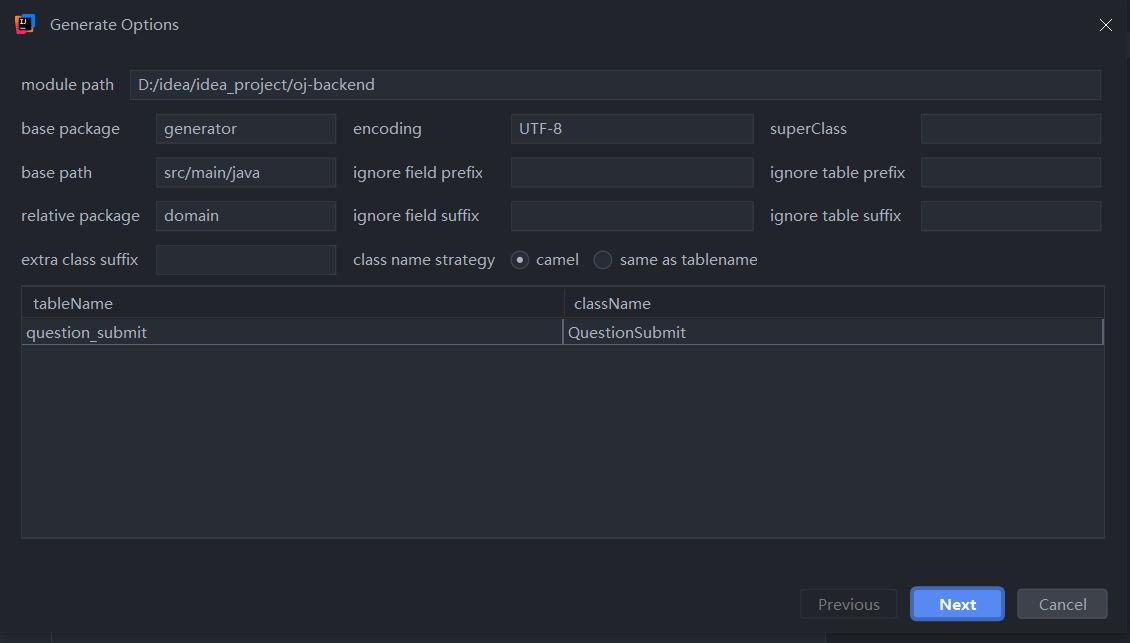 Generate Options
module path D:/idea/idea_project/oj-backend
base package generator encoding UTF-8 superClass
base path src/main/java ignore field prefix ignore table prefix
relative package domain ignore field suffix ignore table suffix
extra class suffix class name strategy camel same as tablename
tableName className
question_submit QuestionSubmit
Previous Next Cancel